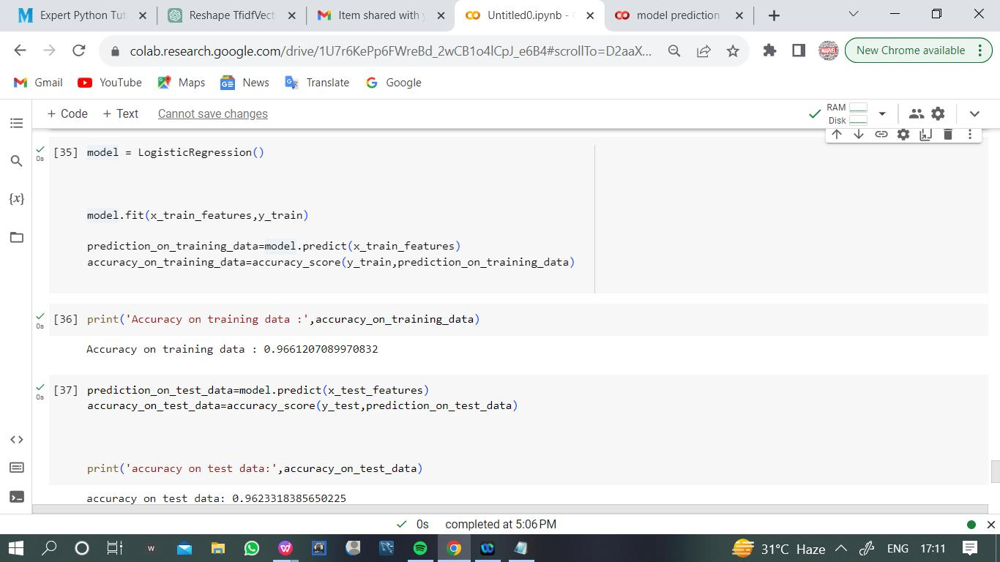 Expert Python Tut
Reshape TfidfVect
Item shared with y
Untitled0.ipynb -
model prediction
colab.research.google.com/drive/1U7r6KePp6FWreBd_2wCB1o4lCpJ_e6B4#scrollTo=D2aaX...
New Chrome available
Gmail
YouTube
Maps
News
Translate
Google
+ Code + Text Cannot save changes
RAM
Disk
[35] model = LogisticRegression()
0s
model.fit(x_train_features,y_train)
prediction_on_training_data=model.predict(x_train_features)
accuracy_on_training_data=accuracy_score(y_train,prediction_on_training_data)
[36] print('Accuracy on training data :',accuracy_on_training_data)
0s
Accuracy on training data : 0.9661207089970832
[37] prediction_on_test_data=model.predict(x_test_features)
0s
accuracy_on_test_data=accuracy_score(y_test,prediction_on_test_data)
print('accuracy on test data:',accuracy_on_test_data)
accuracy on test data: 0.9623318385650225
0s completed at 5:06 PM
31°C Haze ENG 17:11